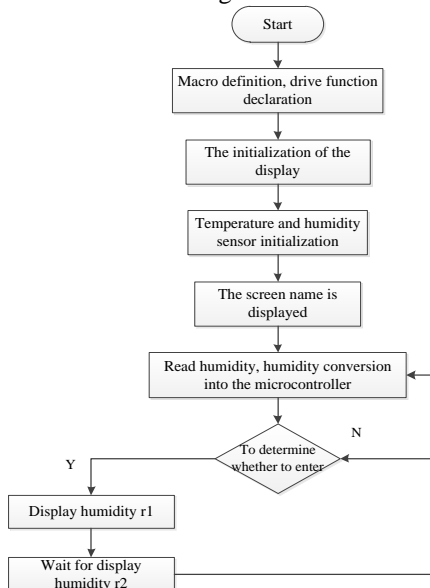 Start
Macro definition, drive function
declaration
The initialization of the
display
Temperature and humidity
sensor initialization
The screen name is
displayed
Read humidity, humidity conversion
into the microcontroller
To determine
whether to enter
N
Y
Display humidity r1
Wait for display
humidity r2